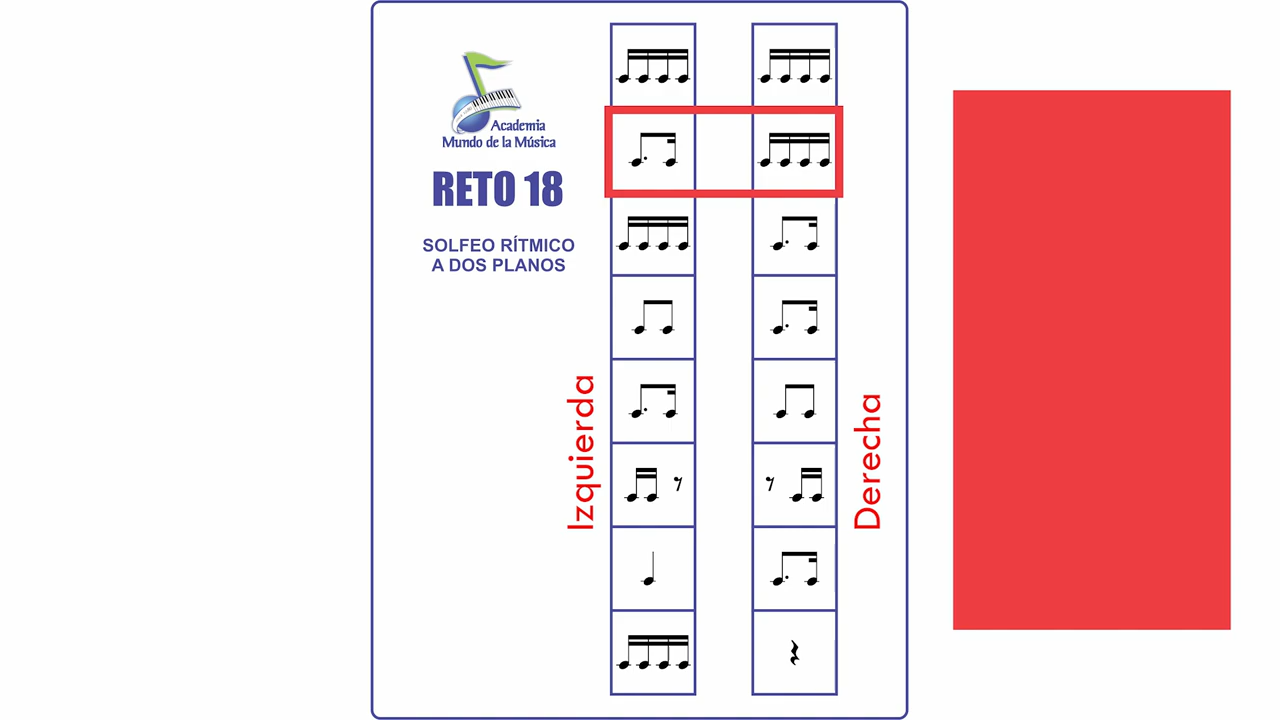 Academia
Mundo de la Música
RETO 18
SOLFEO RÍTMICO
A DOS PLANOS
Izquierda
Derecha